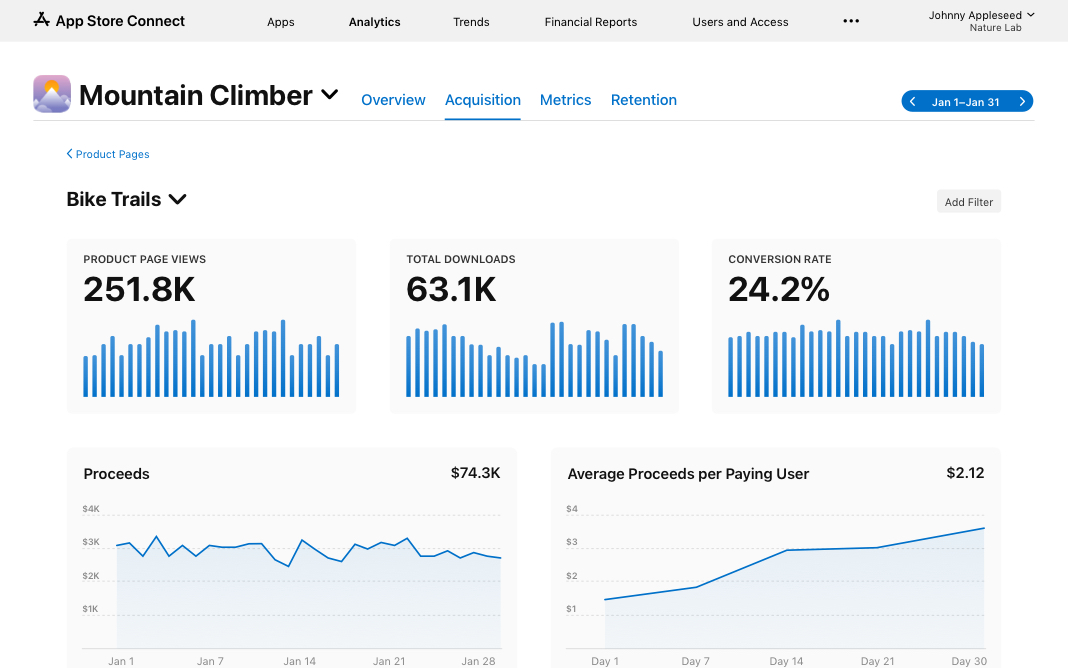 App Store Connect
Apps
Analytics
Trends
Financial Reports
Users and Access
•••
Johnny Appleseed
Nature Lab
Mountain Climber
Overview
Acquisition
Metrics
Retention
Jan 1–Jan 31
Product Pages
Bike Trails
Add Filter
PRODUCT PAGE VIEWS
251.8K
TOTAL DOWNLOADS
63.1K
CONVERSION RATE
24.2%
Proceeds
$74.3K
$4K
$3K
$2K
$1K
Jan 1
Jan 7
Jan 14
Jan 21
Jan 28
Average Proceeds per Paying User
$2.12
$4
$3
$2
$1
Day 1
Day 7
Day 14
Day 21
Day 30